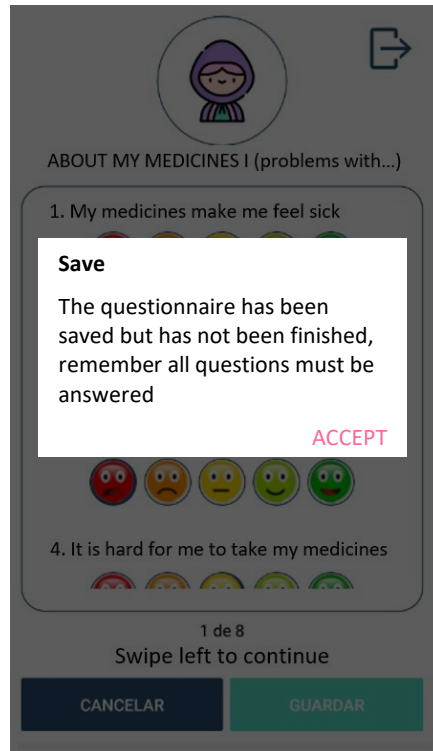 ABOUT MY MEDICINES I (problems with...)
1. My medicines make me feel sick
Save
The questionnaire has been
saved but has not been finished,
remember all questions must be
answered
ACCEPT
4. It is hard for me to take my medicines
1 de 8
Swipe left to continue
CANCELAR
GUARDAR